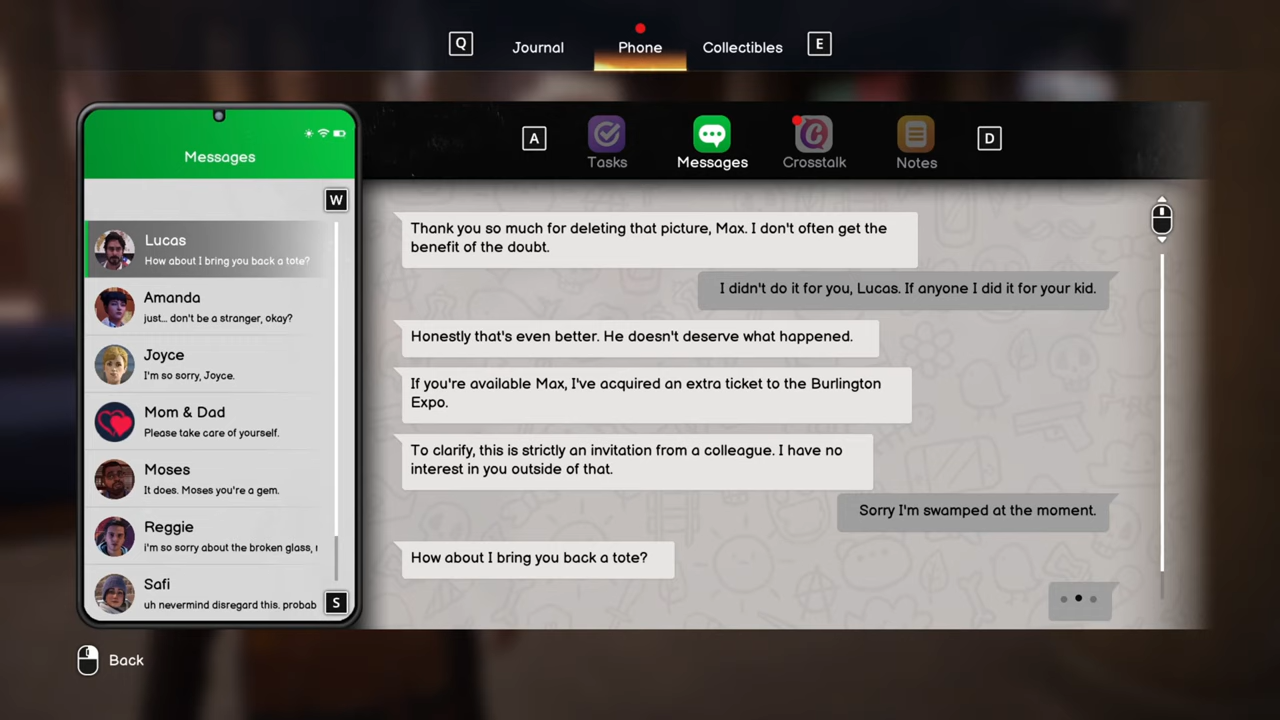 Q
Journal
Phone
Collectibles
E
Messages
A
Tasks
Messages
Crosstalk
Notes
D
W
Lucas
How about I bring you back a tote?
Amanda
just... don't be a stranger, okay?
Joyce
I'm so sorry, Joyce.
Mom & Dad
Please take care of yourself.
Moses
It does. Moses you're a gem.
Reggie
i'm so sorry about the broken glass,
Safi
uh nevermind disregard this. probab
S
Thank you so much for deleting that picture, Max. I don't often get the
benefit of the doubt.
I didn't do it for you, Lucas. If anyone I did it for your kid.
Honestly that's even better. He doesn't deserve what happened.
If you're available Max, I've acquired an extra ticket to the Burlington
Expo.
To clarify, this is strictly an invitation from a colleague. I have no
interest in you outside of that.
Sorry I'm swamped at the moment.
How about I bring you back a tote?
Back